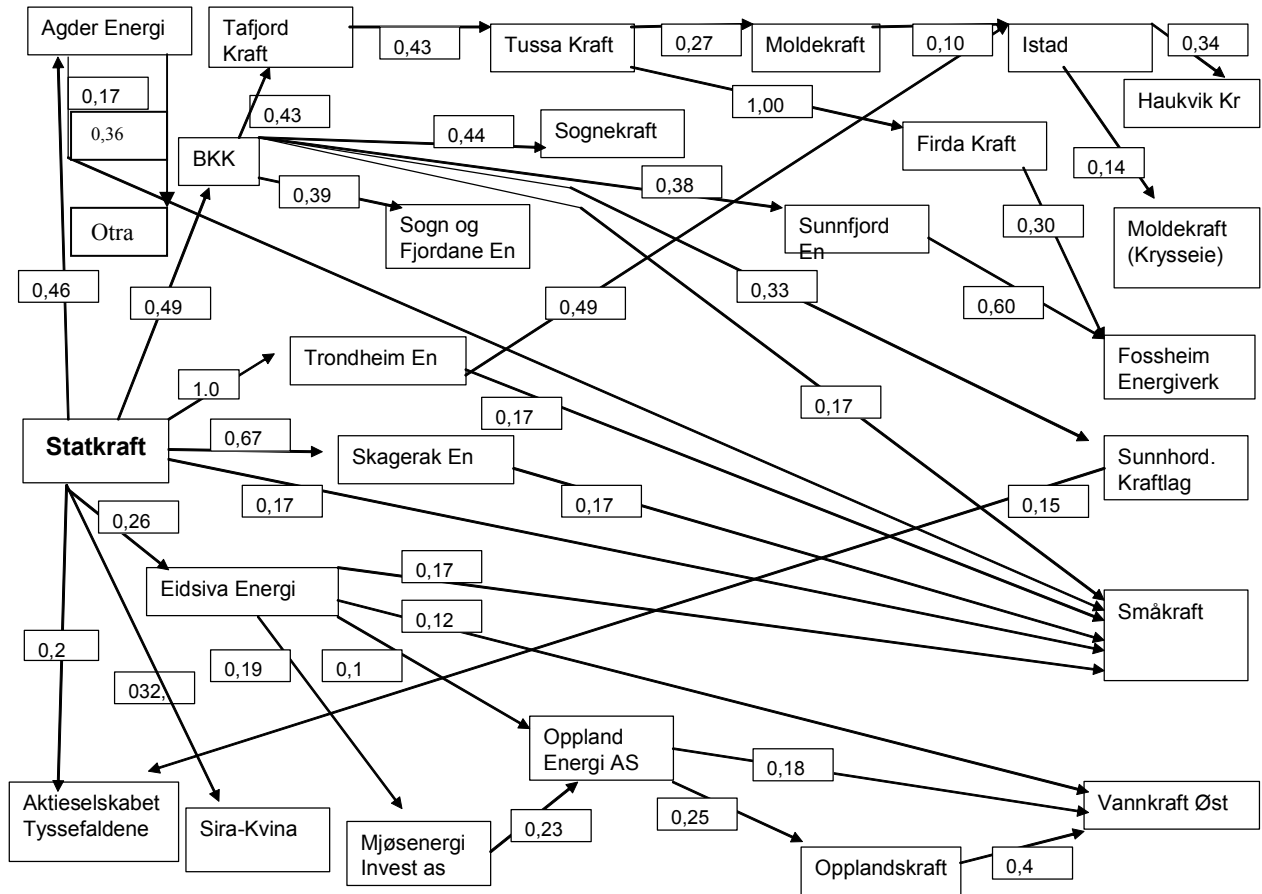 Agder Energi
Tafjord
Kraft
0,43
Tussa Kraft
0,27
Moldekraft
0,10
Istad
0,34
0,17
Haukvik Kr
0,36
0,43
0,44
Sognekraft
1,00
Firda Kraft
BKK
0,14
0,39
0,38
Otra
Sogn og
Fjordane En
Sunnfjord
En
0,30
Moldekraft
(Krysseie)
0,46
0,49
0,49
0,33
0,60
Trondheim En
Fossheim
Energiverk
1.0
0,17
0,17
Statkraft
0,67
Skagerak En
Sunnhord.
Kraftlag
0,17
0,17
0,15
0,26
Eidsiva Energi
0,17
0,12
Småkraft
0,2
0,19
0,1
032,
Oppland
Energi AS
0,18
Aktieselskabet
Tyssefaldene
Sira-Kvina
Mjøsenergi
Invest as
0,23
0,25
Vannkraft Øst
Opplandskraft
0,4